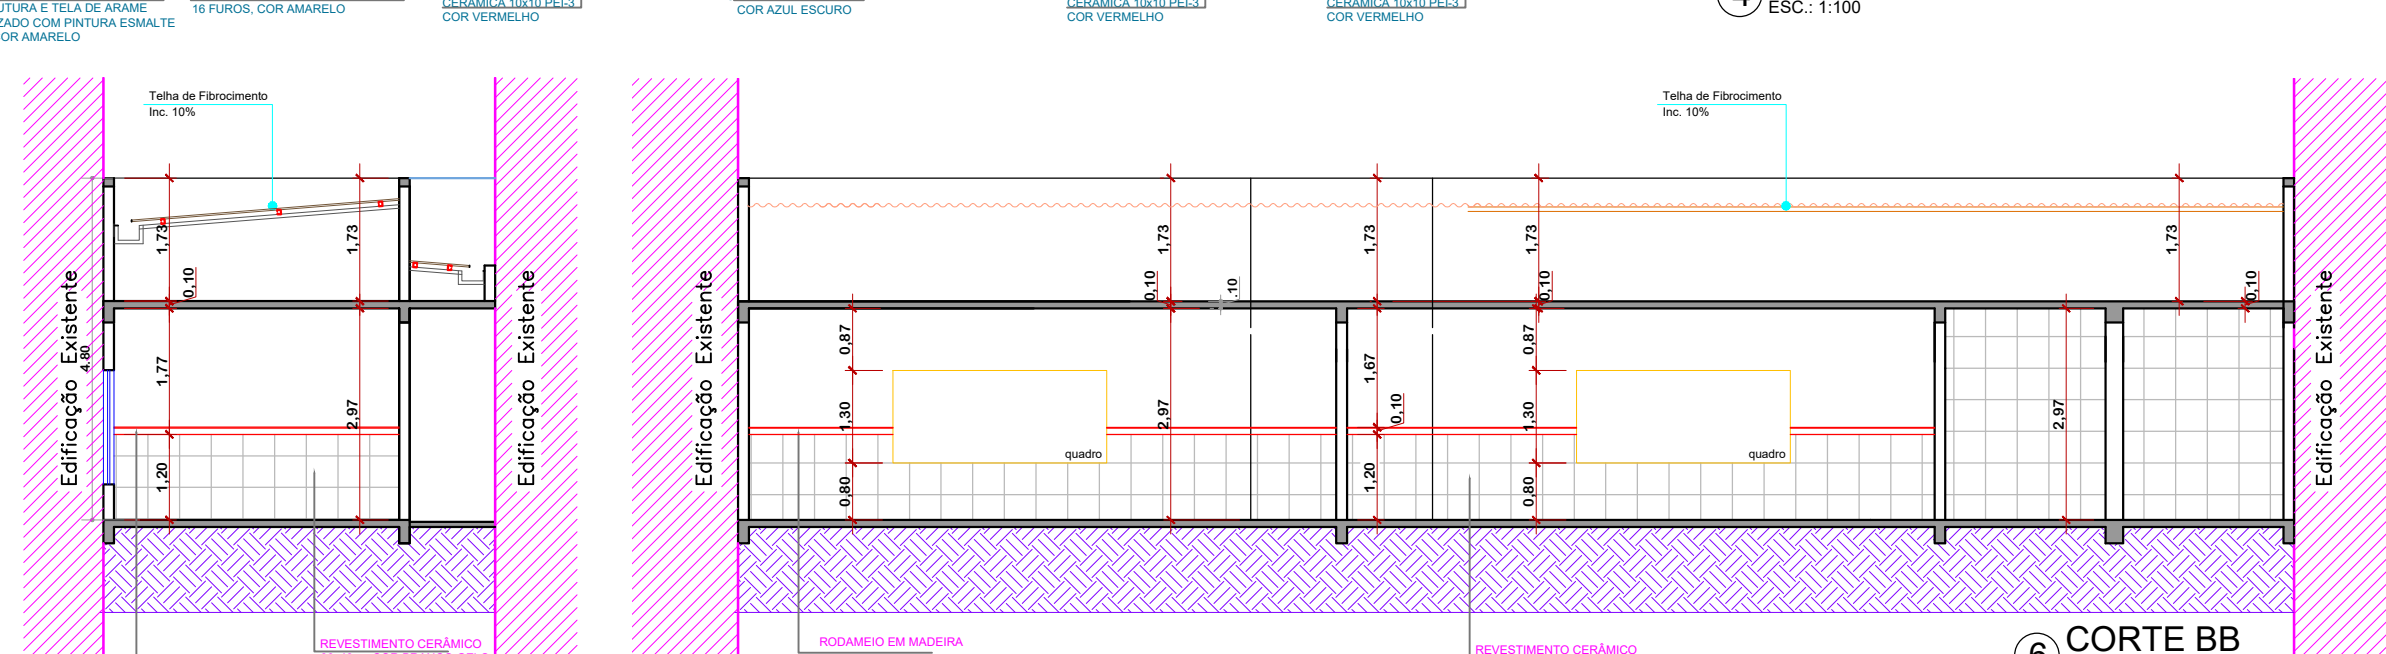 UTURA E TELA DE ARAME
ZADO COM PINTURA ESMALTE
OR AMARELO
16 FUROS, COR AMARELO
CERÂMICA 10x10 PEI-3
COR VERMELHO
COR AZUL ESCURO
CERÂMICA 10x10 PEI-3
COR VERMELHO
CERÂMICA 10x10 PEI-3
COR VERMELHO
ESC.: 1:100
Telha de Fibrocimento
Inc. 10%
Edificação Existente
4.80
1,73
0,10
1,73
1,77
2,97
1,20
Edificação Existente
REVESTIMENTO CERÂMICO
Telha de Fibrocimento
Inc. 10%
Edificação Existente
1,73
1,73
1,73
1,73
0,10
.10
0,10
0,10
0,87
1,30
0,80
quadro
2,97
1,67
0,10
1,20
0,87
1,30
0,80
quadro
2,97
Edificação Existente
RODAMEIO EM MADEIRA
REVESTIMENTO CERÂMICO
6
CORTE BB